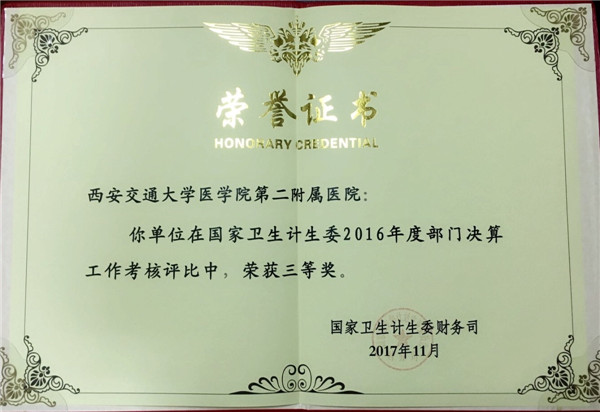 荣誉证书
HONORARY CREDENTIAL
西安交通大学医学院第二附属医院：
你单位在国家卫生计生委2016年度部门决算
工作考核评比中，荣获三等奖。
国家卫生计生委财务司
2017年11月